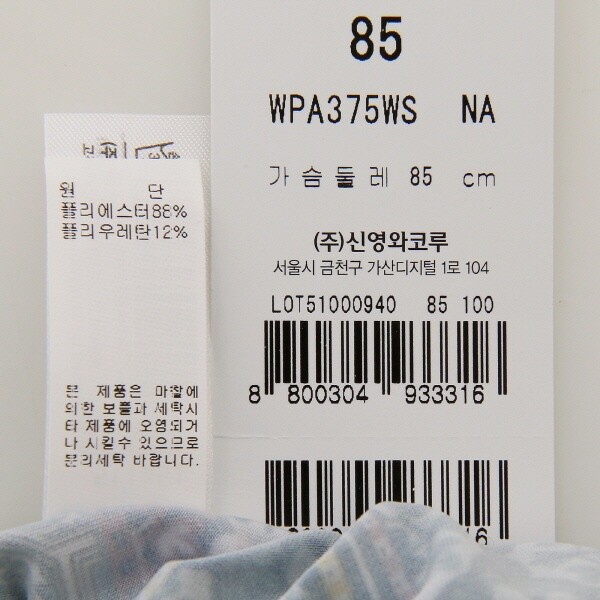 85
WPA375WS NA
가슴둘레 85 cm
(주)신영와코루
서울시 금천구 가산디지털 1로 104
LOT51000940 85 100
8 800304 933316
원 단
폴리에스터88%
폴리우레탄12%
본 제품은 마찰에
의한 보풀과 세탁시
타 제품에 오염되거
나 시킬수 있으므로
분리세탁 바랍니다.